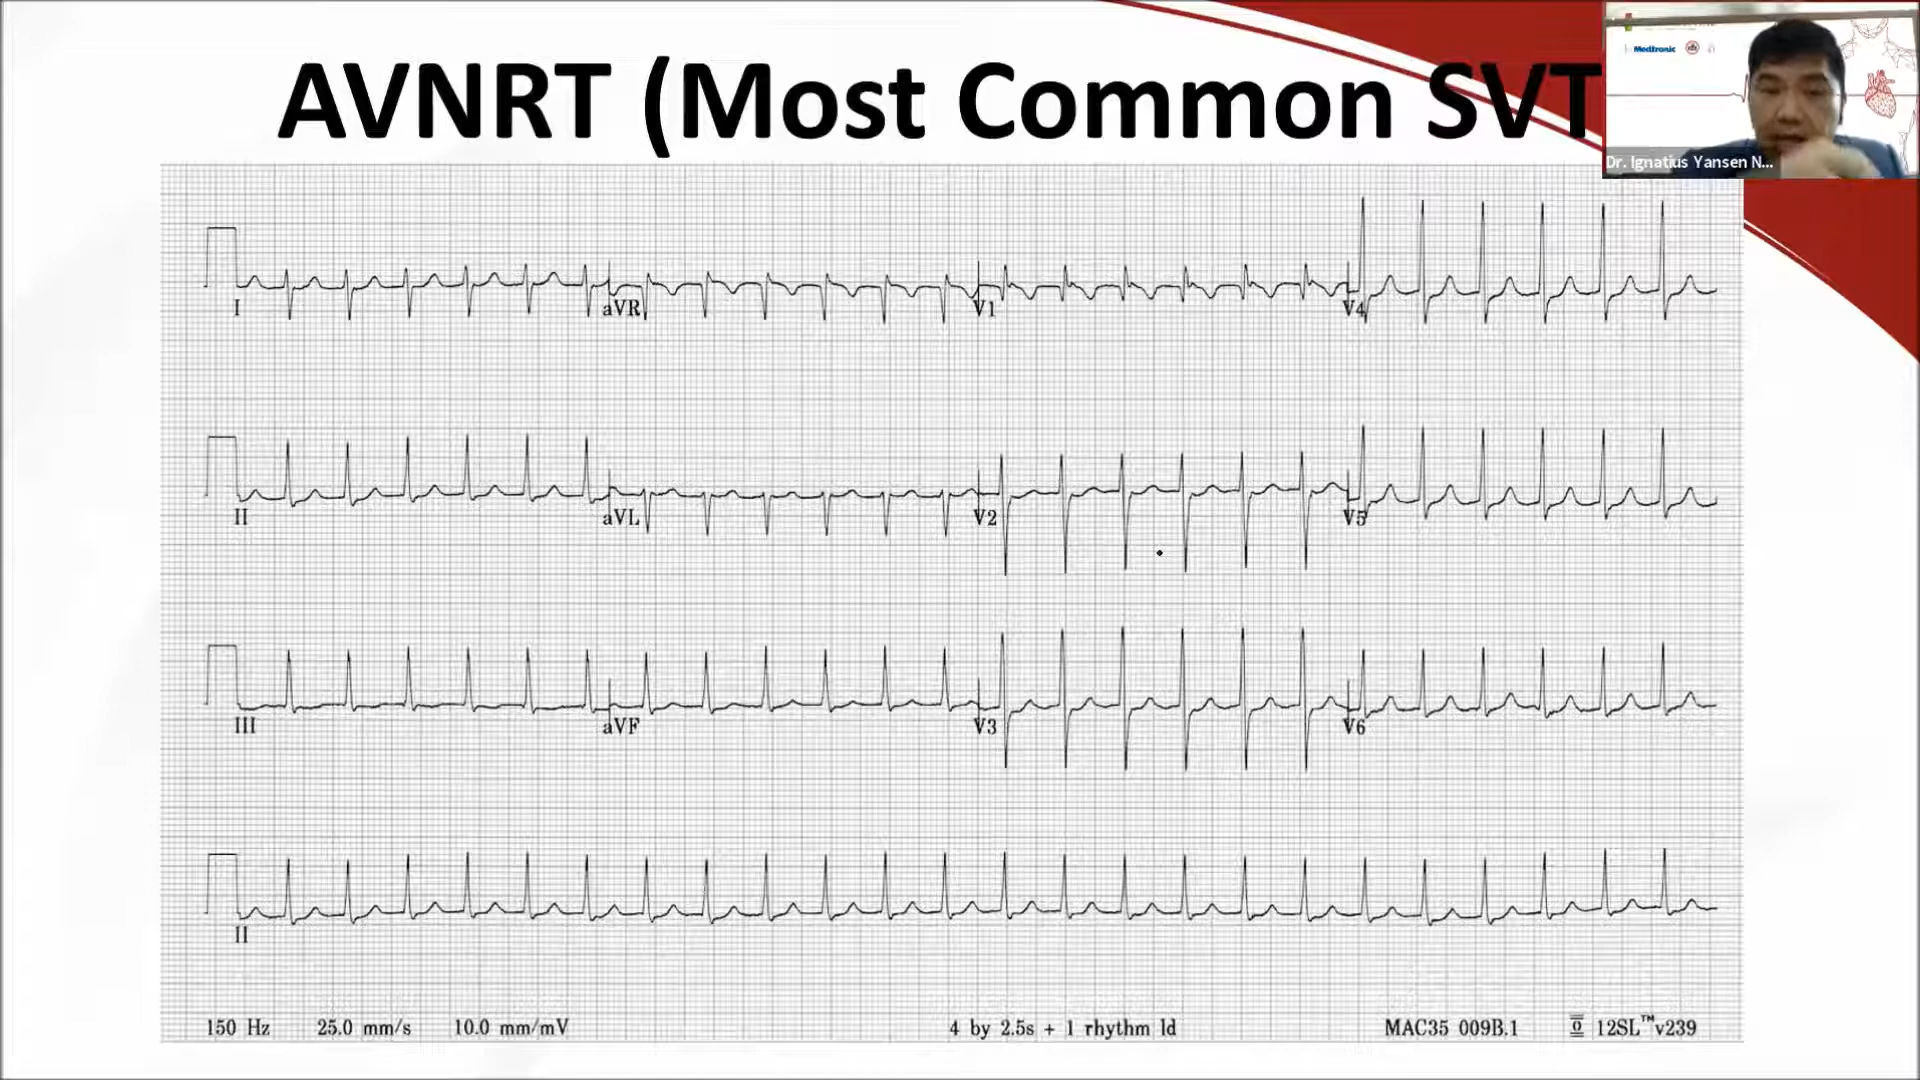 AVNRT (Most Common SVT
Medtronic
Dr. Ignatius Yansen N...
I aVR V1 V4
II aVL V2 V5
III aVF V3 V6
II
150 Hz 25.0 mm/s 10.0 mm/mV 4 by 2.5s + 1 rhythm ld MAC35 009B.1 12SL™v239